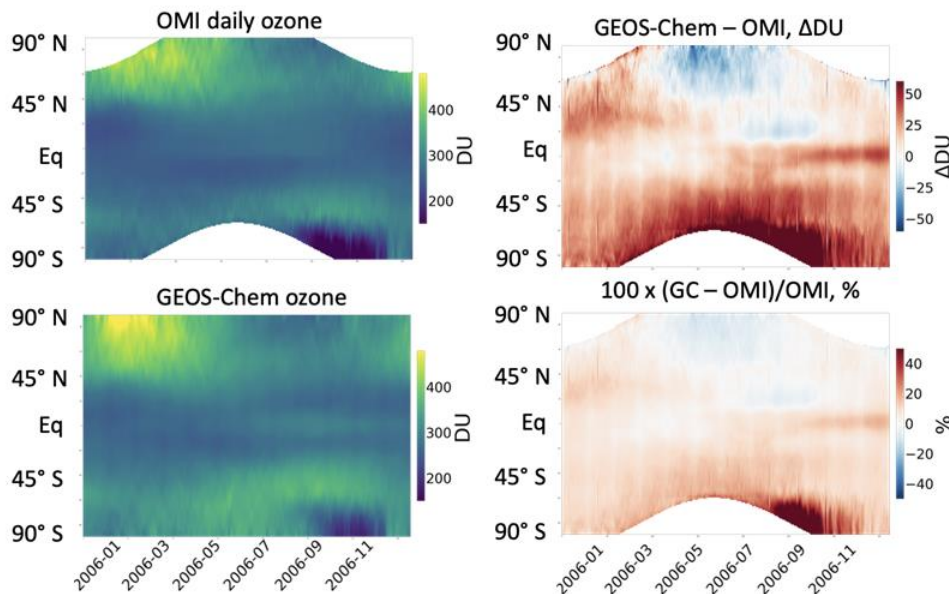 OMI daily ozone
90° N
45° N
Eq
45° S
90° S
400
300
200
DU
GEOS-Chem – OMI, ΔDU
90° N
45° N
Eq
45° S
90° S
50
25
0
−25
−50
ΔDU
GEOS-Chem ozone
90° N
45° N
Eq
45° S
90° S
400
300
200
DU
2006-01
2006-03
2006-05
2006-07
2006-09
2006-11
100 x (GC – OMI)/OMI, %
90° N
45° N
Eq
45° S
90° S
40
20
0
−20
−40
%
2006-01
2006-03
2006-05
2006-07
2006-09
2006-11